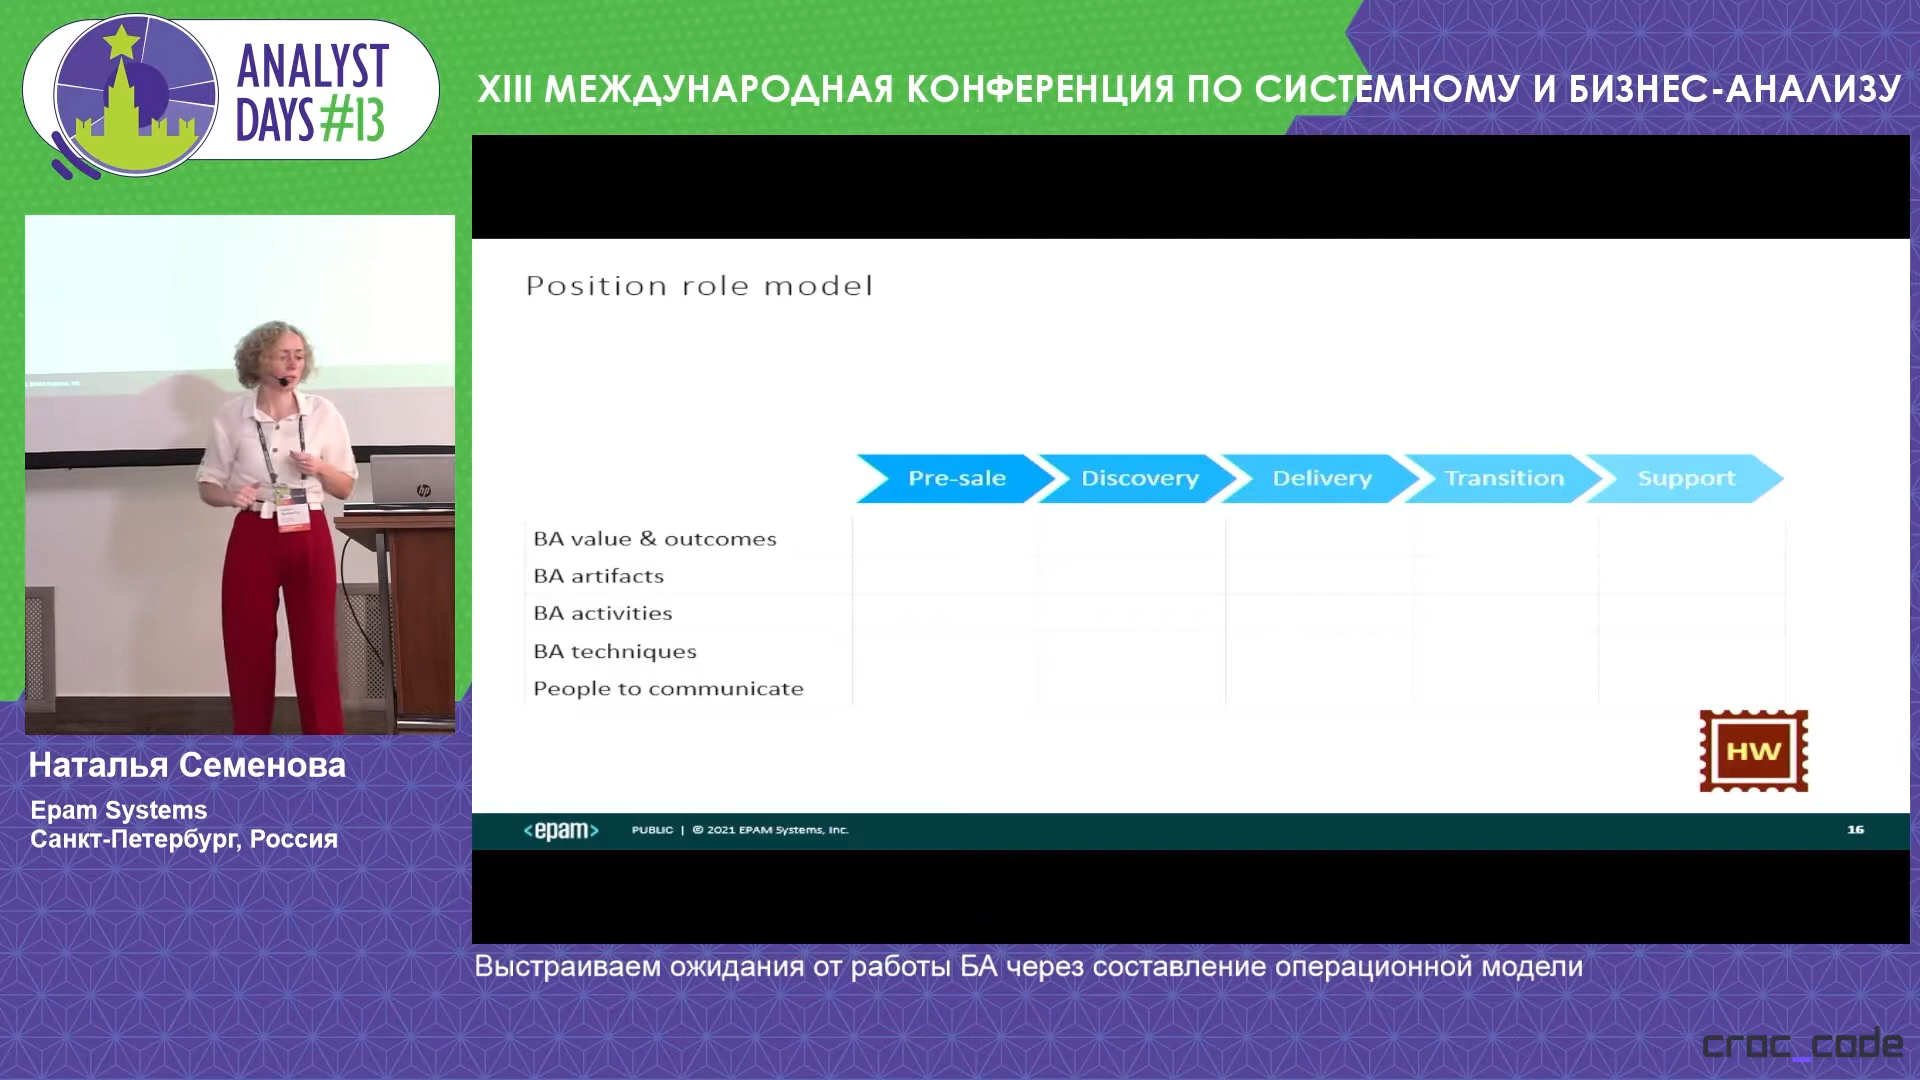 ANALYST
DAYS #13
XIII МЕЖДУНАРОДНАЯ КОНФЕРЕНЦИЯ ПО СИСТЕМНОМУ И БИЗНЕС-АНАЛИЗУ
Position role model
Pre-sale Discovery Delivery Transition Support
BA value & outcomes
BA artifacts
BA activities
BA techniques
People to communicate
HW
<epam> PUBLIC | © 2021 EPAM Systems, Inc. 16
hp
Наталья Семенова
Epam Systems
Санкт-Петербург, Россия
Выстраиваем ожидания от работы БА через составление операционной модели
croc_code